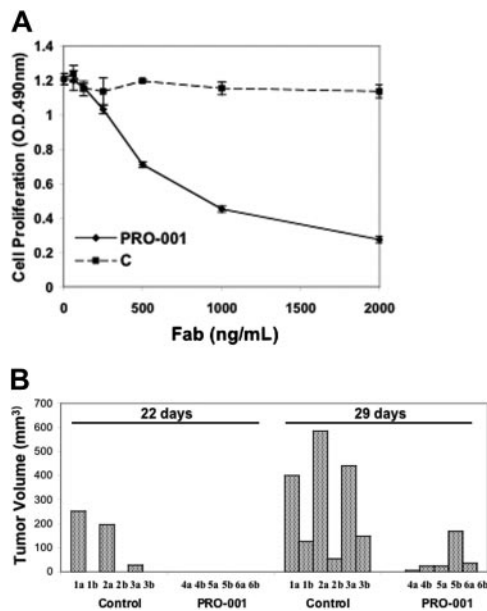 A
Cell Proliferation (O.D.490nm)
1.4
1.2
1
0.8
0.6
0.4
0.2
0
PRO-001
C
0 500 1000 1500 2000
Fab (ng/mL)
B
Tumor Volume (mm³)
700
600
500
400
300
200
100
0
22 days 29 days
1a 1b 2a 2b 3a 3b 4a 4b 5a 5b 6a 6b 1a 1b 2a 2b 3a 3b 4a 4b 5a 5b 6a 6b
Control PRO-001 Control PRO-001